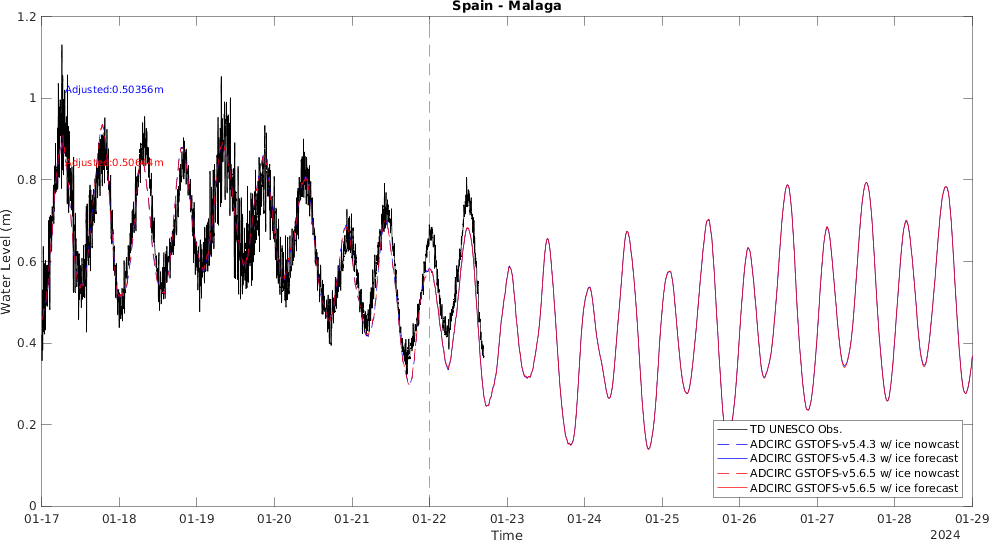 Spain - Malaga
1.2
1
0.8
0.6
0.4
0.2
0
Water Level (m)
Adjusted:0.50356m
TD UNESCO Obs.
ADCIRC GSTOFS-v5.4.3 w/ ice nowcast
ADCIRC GSTOFS-v5.4.3 w/ ice forecast
ADCIRC GSTOFS-v5.6.5 w/ ice nowcast
ADCIRC GSTOFS-v5.6.5 w/ ice forecast
01-17 01-18 01-19 01-20 01-21 01-22 01-23 01-24 01-25 01-26 01-27 01-28 01-29
Time
2024